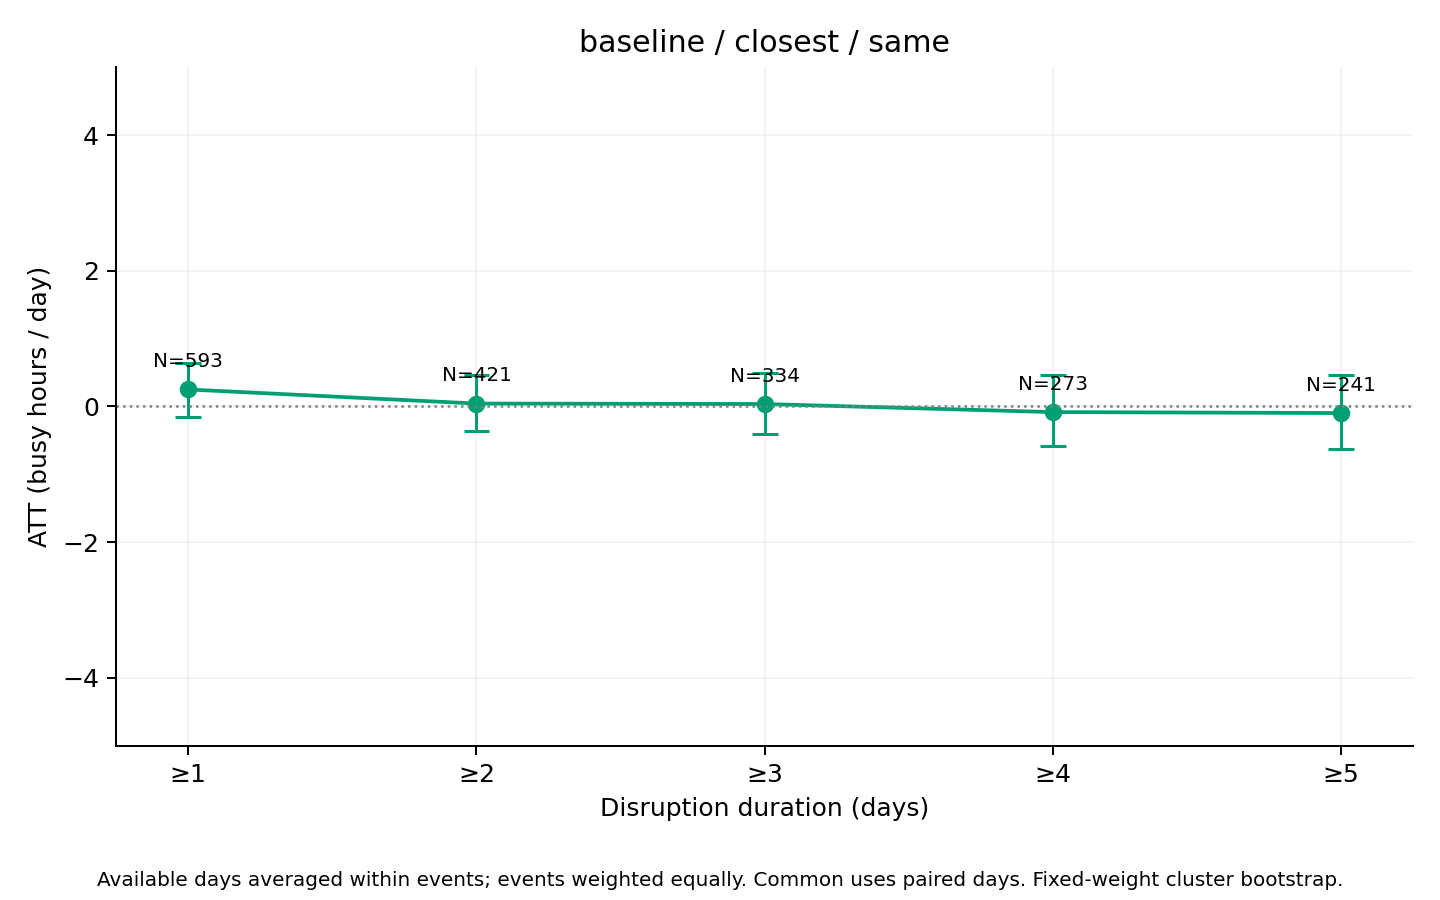 baseline / closest / same
ATT (busy hours / day)
4
2
0
−2
−4
N=593
N=421
N=334
N=273
N=241
≥1
≥2
≥3
≥4
≥5
Disruption duration (days)
Available days averaged within events; events weighted equally. Common uses paired days. Fixed-weight cluster bootstrap.